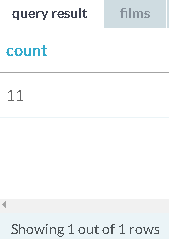 query result films
count
11
Showing 1 out of 1 rows